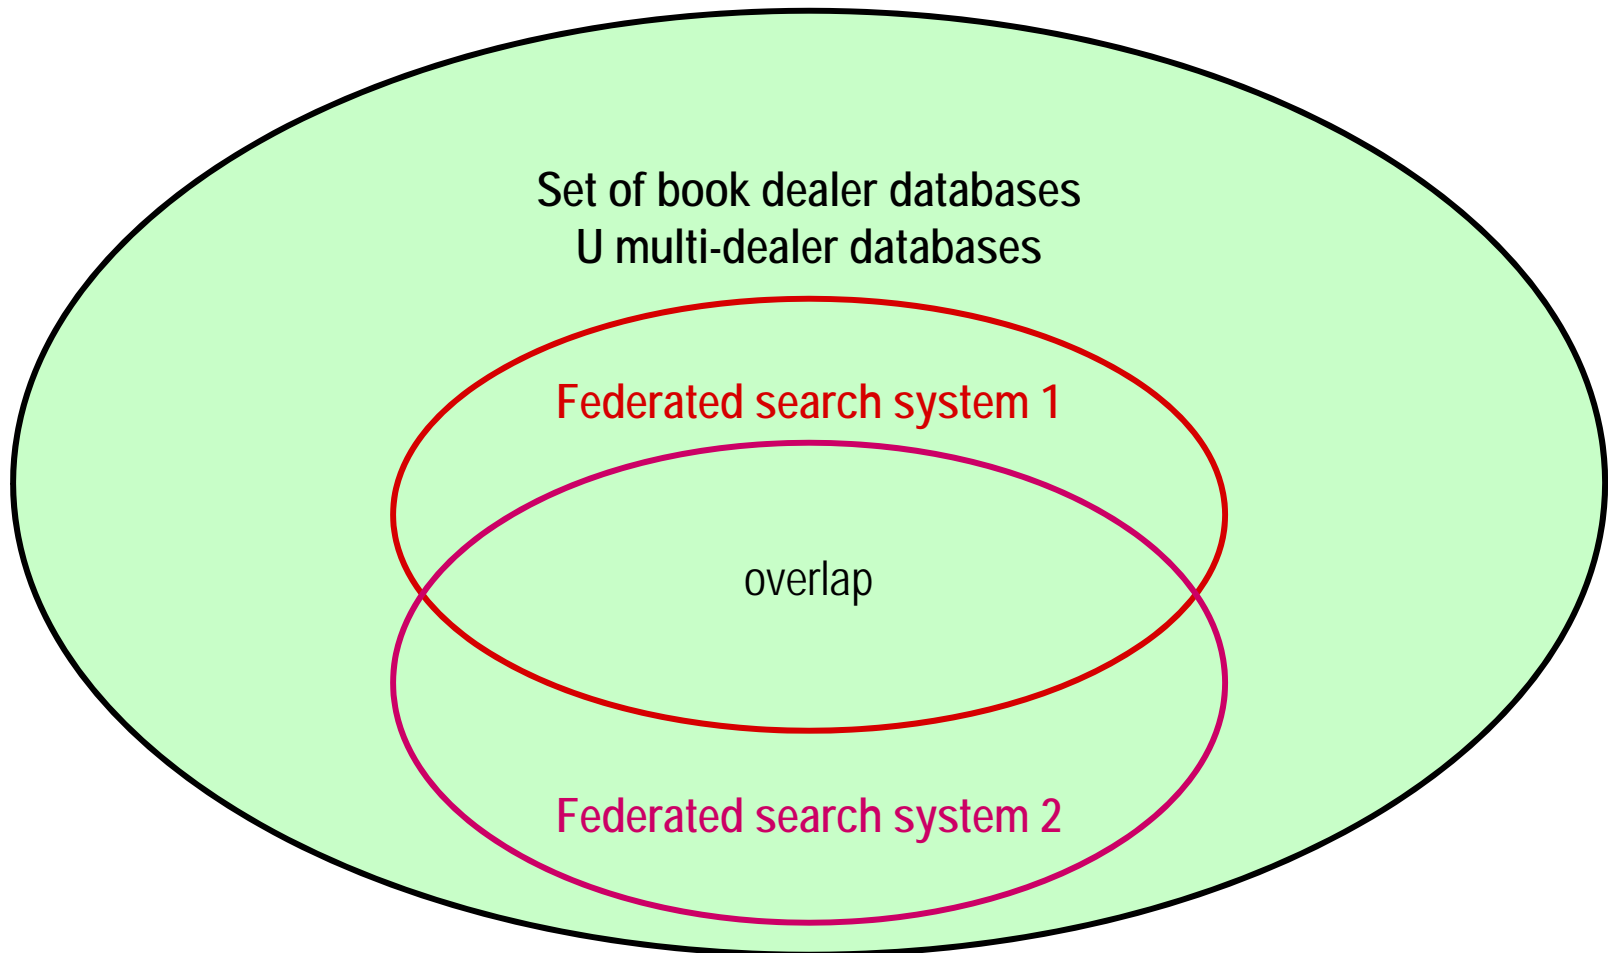 Set of book dealer databases
U multi-dealer databases
Federated search system 1
overlap
Federated search system 2